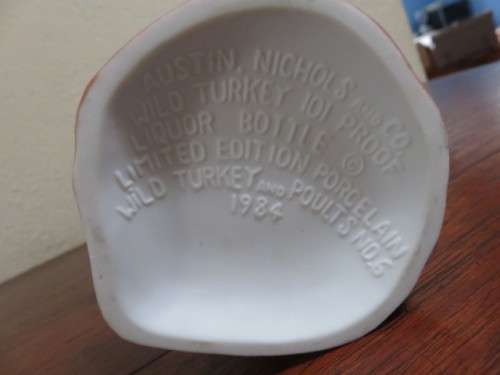 AUSTIN, NICHOLS AND CO.
WILD TURKEY 101 PROOF
LIQUOR BOTTLE ©
LIMITED EDITION PORCELAIN
WILD TURKEY AND POULTS NO.6
1984